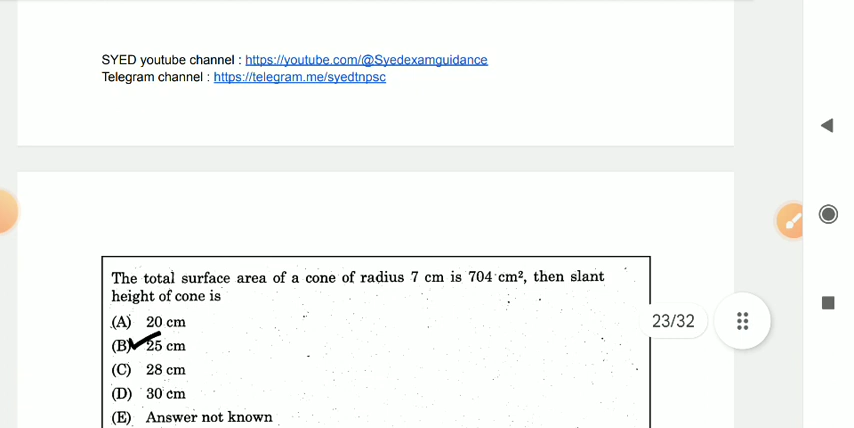 SYED youtube channel : https://youtube.com/@Syedexamguidance
Telegram channel : https://telegram.me/syedtnpsc
The total surface area of a cone of radius 7 cm is 704 cm², then slant
height of cone is
(A) 20 cm
(B) 25 cm
(C) 28 cm
(D) 30 cm
(E) Answer not known
23/32